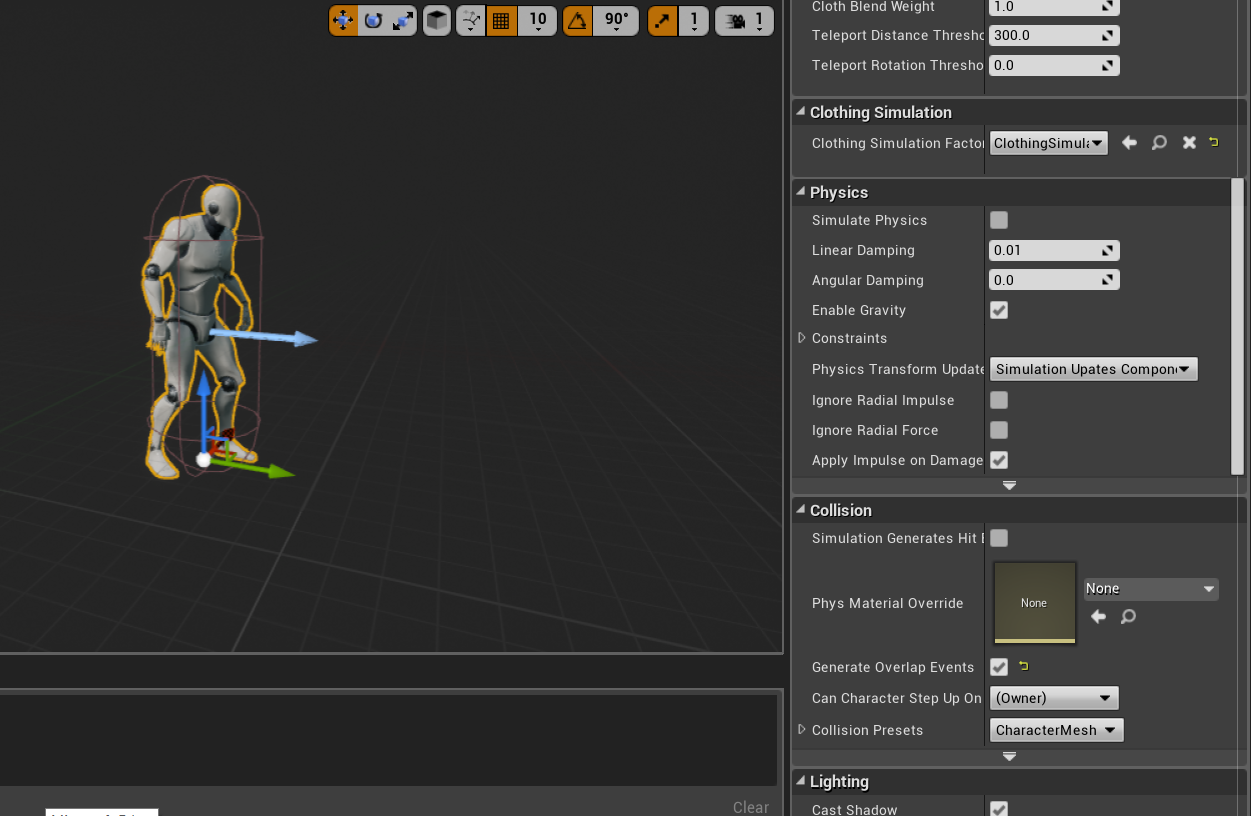 10
90°
1
1
Cloth Blend Weight 1.0
Teleport Distance Thresho 300.0
Teleport Rotation Thresho 0.0
Clothing Simulation
Clothing Simulation Factor ClothingSimula
Physics
Simulate Physics
Linear Damping 0.01
Angular Damping 0.0
Enable Gravity
Constraints
Physics Transform Update Simulation Upates Compon
Ignore Radial Impulse
Ignore Radial Force
Apply Impulse on Damage
Collision
Simulation Generates Hit E
Phys Material Override None None
Generate Overlap Events
Can Character Step Up On (Owner)
Collision Presets CharacterMesh
Lighting
Cast Shadow
Clear